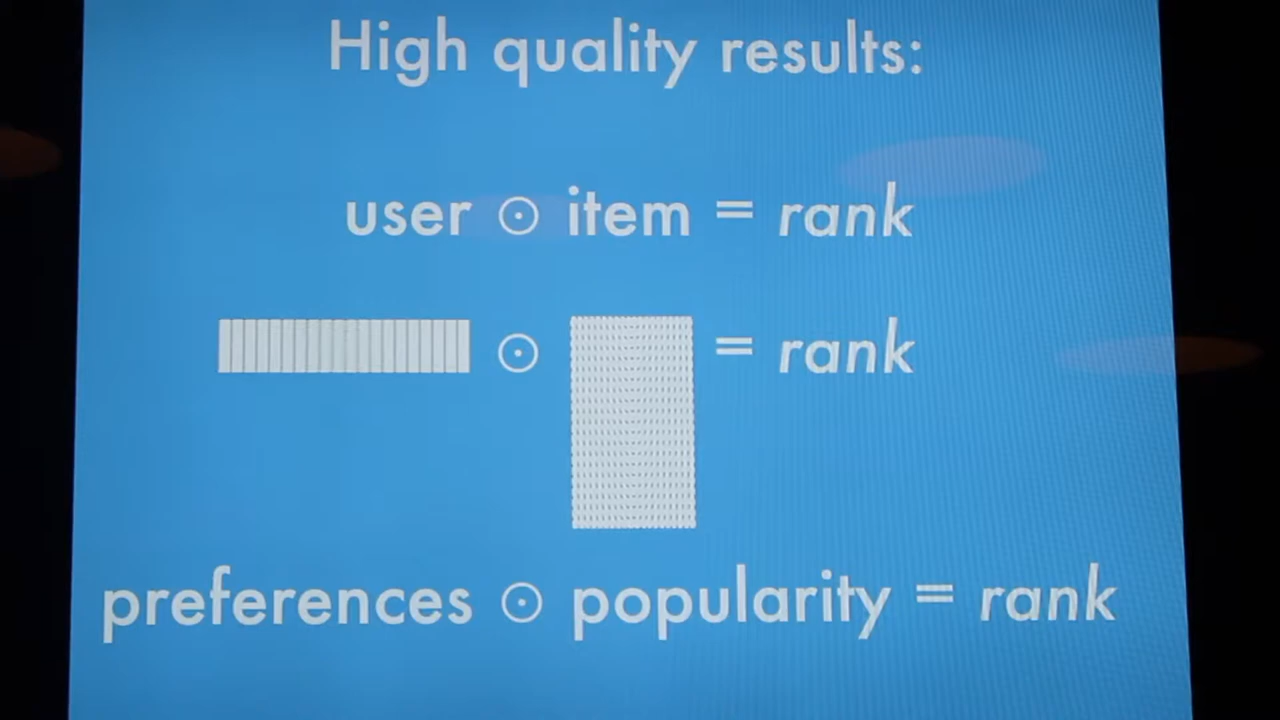 High quality results:
user ⊙ item = rank
⊙ = rank
preferences ⊙ popularity = rank